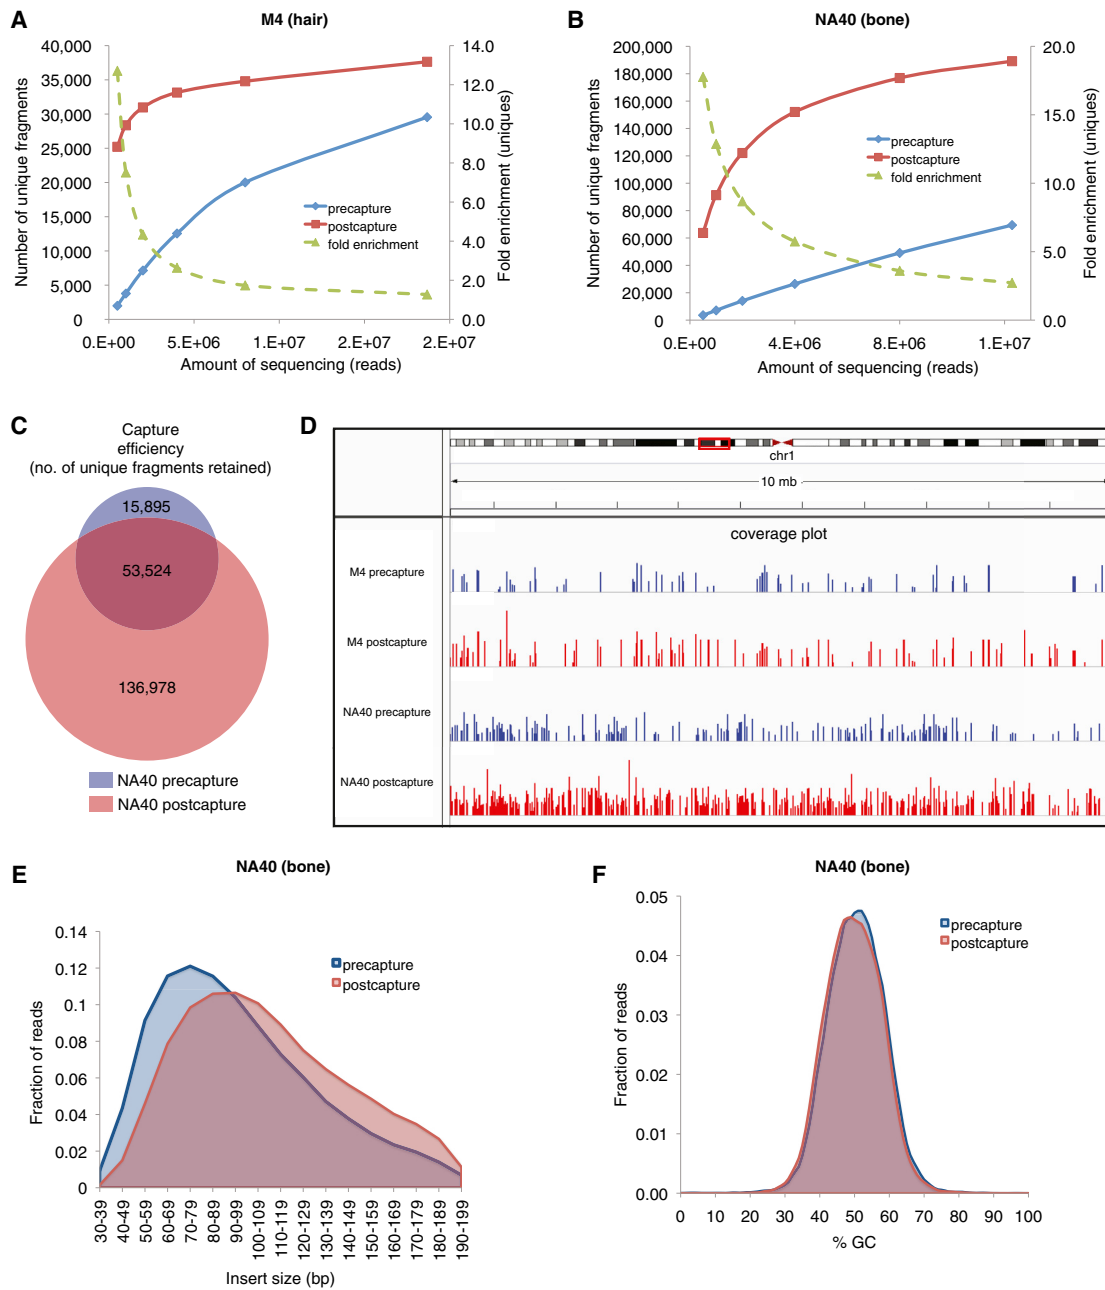 A
M4 (hair)
Number of unique fragments
40,000
35,000
30,000
25,000
20,000
15,000
10,000
5,000
0
14.0
12.0
10.0
8.0
6.0
4.0
2.0
0.0
Fold enrichment (uniques)
precapture
postcapture
fold enrichment
0.E+00 5.E+06 1.E+07 2.E+07 2.E+07
Amount of sequencing (reads)
B
NA40 (bone)
Number of unique fragments
200,000
180,000
160,000
140,000
120,000
100,000
80,000
60,000
40,000
20,000
0
20.0
15.0
10.0
5.0
0.0
Fold enrichment (uniques)
precapture
postcapture
fold enrichment
0.E+00 4.E+06 8.E+06 1.E+07
Amount of sequencing (reads)
C
Capture
efficiency
(no. of unique fragments retained)
15,895
53,524
136,978
NA40 precapture
NA40 postcapture
D
chr1
10 mb
coverage plot
M4 precapture
M4 postcapture
NA40 precapture
NA40 postcapture
E
NA40 (bone)
Fraction of reads
0.14
0.12
0.1
0.08
0.06
0.04
0.02
0
precapture
postcapture
30-39
40-49
50-59
60-69
70-79
80-89
90-99
100-109
110-119
120-129
130-139
140-149
150-159
160-169
170-179
180-189
190-199
Insert size (bp)
F
NA40 (bone)
Fraction of reads
0.05
0.04
0.03
0.02
0.01
0.00
precapture
postcapture
0 10 20 30 40 50 60 70 80 90 100
% GC